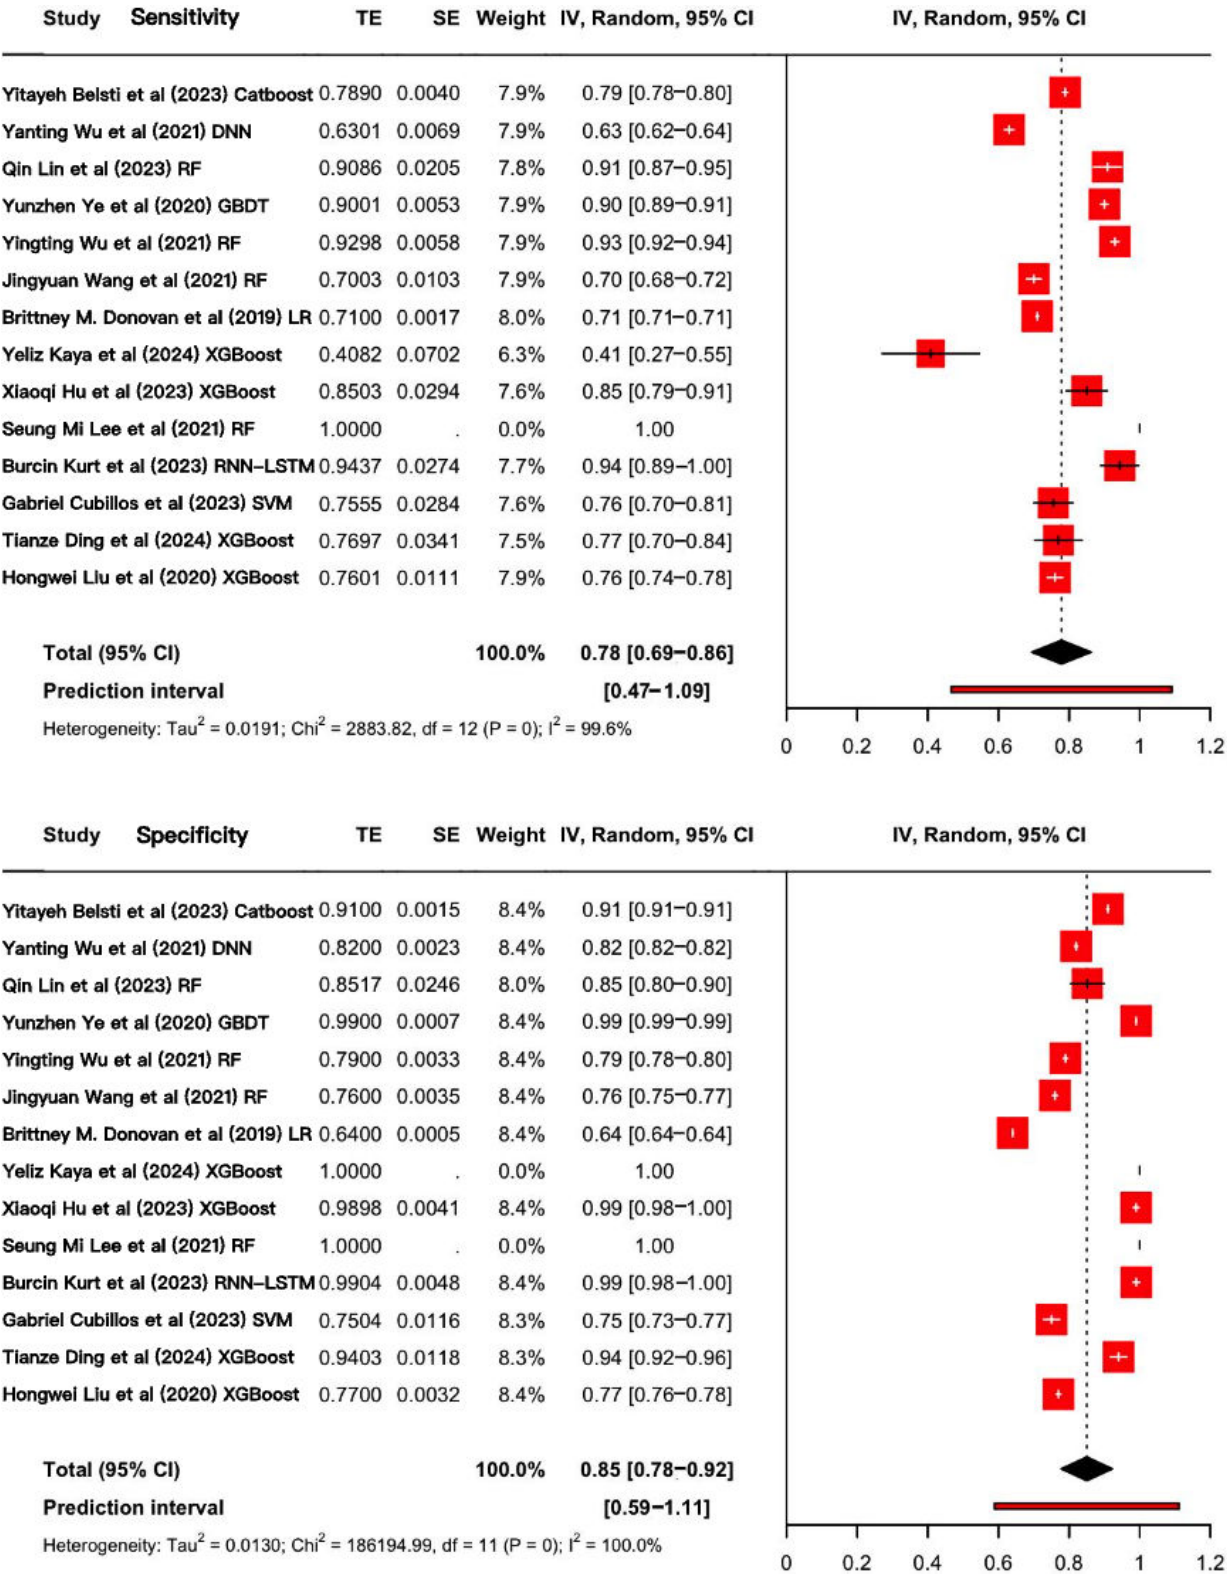 Study Sensitivity TE SE Weight IV, Random, 95% CI IV, Random, 95% CI
Yitayeh Belsti et al (2023) Catboost 0.7890 0.0040 7.9% 0.79 [0.78−0.80]
Yanting Wu et al (2021) DNN 0.6301 0.0069 7.9% 0.63 [0.62−0.64]
Qin Lin et al (2023) RF 0.9086 0.0205 7.8% 0.91 [0.87−0.95]
Yunzhen Ye et al (2020) GBDT 0.9001 0.0053 7.9% 0.90 [0.89−0.91]
Yingting Wu et al (2021) RF 0.9298 0.0058 7.9% 0.93 [0.92−0.94]
Jingyuan Wang et al (2021) RF 0.7003 0.0103 7.9% 0.70 [0.68−0.72]
Brittney M. Donovan et al (2019) LR 0.7100 0.0017 8.0% 0.71 [0.71−0.71]
Yeliz Kaya et al (2024) XGBoost 0.4082 0.0702 6.3% 0.41 [0.27−0.55]
Xiaoqi Hu et al (2023) XGBoost 0.8503 0.0294 7.6% 0.85 [0.79−0.91]
Seung Mi Lee et al (2021) RF 1.0000 . 0.0% 1.00
Burcin Kurt et al (2023) RNN−LSTM 0.9437 0.0274 7.7% 0.94 [0.89−1.00]
Gabriel Cubillos et al (2023) SVM 0.7555 0.0284 7.6% 0.76 [0.70−0.81]
Tianze Ding et al (2024) XGBoost 0.7697 0.0341 7.5% 0.77 [0.70−0.84]
Hongwei Liu et al (2020) XGBoost 0.7601 0.0111 7.9% 0.76 [0.74−0.78]
Total (95% CI) 100.0% 0.78 [0.69−0.86]
Prediction interval [0.47−1.09]
Heterogeneity: Tau² = 0.0191; Chi² = 2883.82, df = 12 (P = 0); I² = 99.6%
0 0.2 0.4 0.6 0.8 1 1.2
Study Specificity TE SE Weight IV, Random, 95% CI IV, Random, 95% CI
Yitayeh Belsti et al (2023) Catboost 0.9100 0.0015 8.4% 0.91 [0.91−0.91]
Yanting Wu et al (2021) DNN 0.8200 0.0023 8.4% 0.82 [0.82−0.82]
Qin Lin et al (2023) RF 0.8517 0.0246 8.0% 0.85 [0.80−0.90]
Yunzhen Ye et al (2020) GBDT 0.9900 0.0007 8.4% 0.99 [0.99−0.99]
Yingting Wu et al (2021) RF 0.7900 0.0033 8.4% 0.79 [0.78−0.80]
Jingyuan Wang et al (2021) RF 0.7600 0.0035 8.4% 0.76 [0.75−0.77]
Brittney M. Donovan et al (2019) LR 0.6400 0.0005 8.4% 0.64 [0.64−0.64]
Yeliz Kaya et al (2024) XGBoost 1.0000 . 0.0% 1.00
Xiaoqi Hu et al (2023) XGBoost 0.9898 0.0041 8.4% 0.99 [0.98−1.00]
Seung Mi Lee et al (2021) RF 1.0000 . 0.0% 1.00
Burcin Kurt et al (2023) RNN−LSTM 0.9904 0.0048 8.4% 0.99 [0.98−1.00]
Gabriel Cubillos et al (2023) SVM 0.7504 0.0116 8.3% 0.75 [0.73−0.77]
Tianze Ding et al (2024) XGBoost 0.9403 0.0118 8.3% 0.94 [0.92−0.96]
Hongwei Liu et al (2020) XGBoost 0.7700 0.0032 8.4% 0.77 [0.76−0.78]
Total (95% CI) 100.0% 0.85 [0.78−0.92]
Prediction interval [0.59−1.11]
Heterogeneity: Tau² = 0.0130; Chi² = 186194.99, df = 11 (P = 0); I² = 100.0%
0 0.2 0.4 0.6 0.8 1 1.2